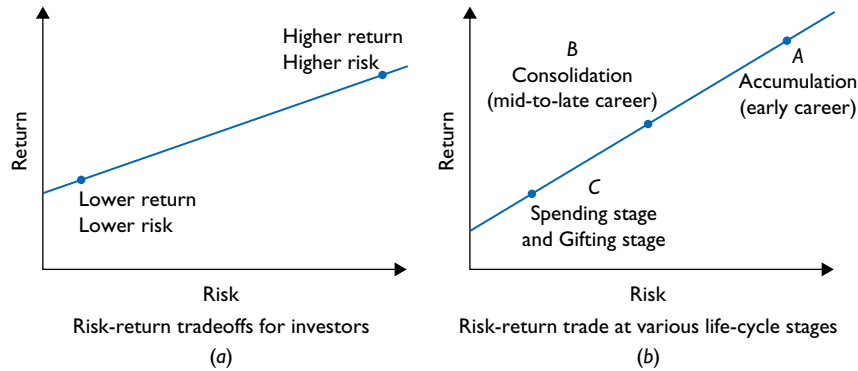 Return
Higher return
Higher risk
Lower return
Lower risk
Risk
Risk-return tradeoffs for investors
(a)
Return
B
Consolidation
(mid-to-late career)
A
Accumulation
(early career)
C
Spending stage
and Gifting stage
Risk
Risk-return trade at various life-cycle stages
(b)